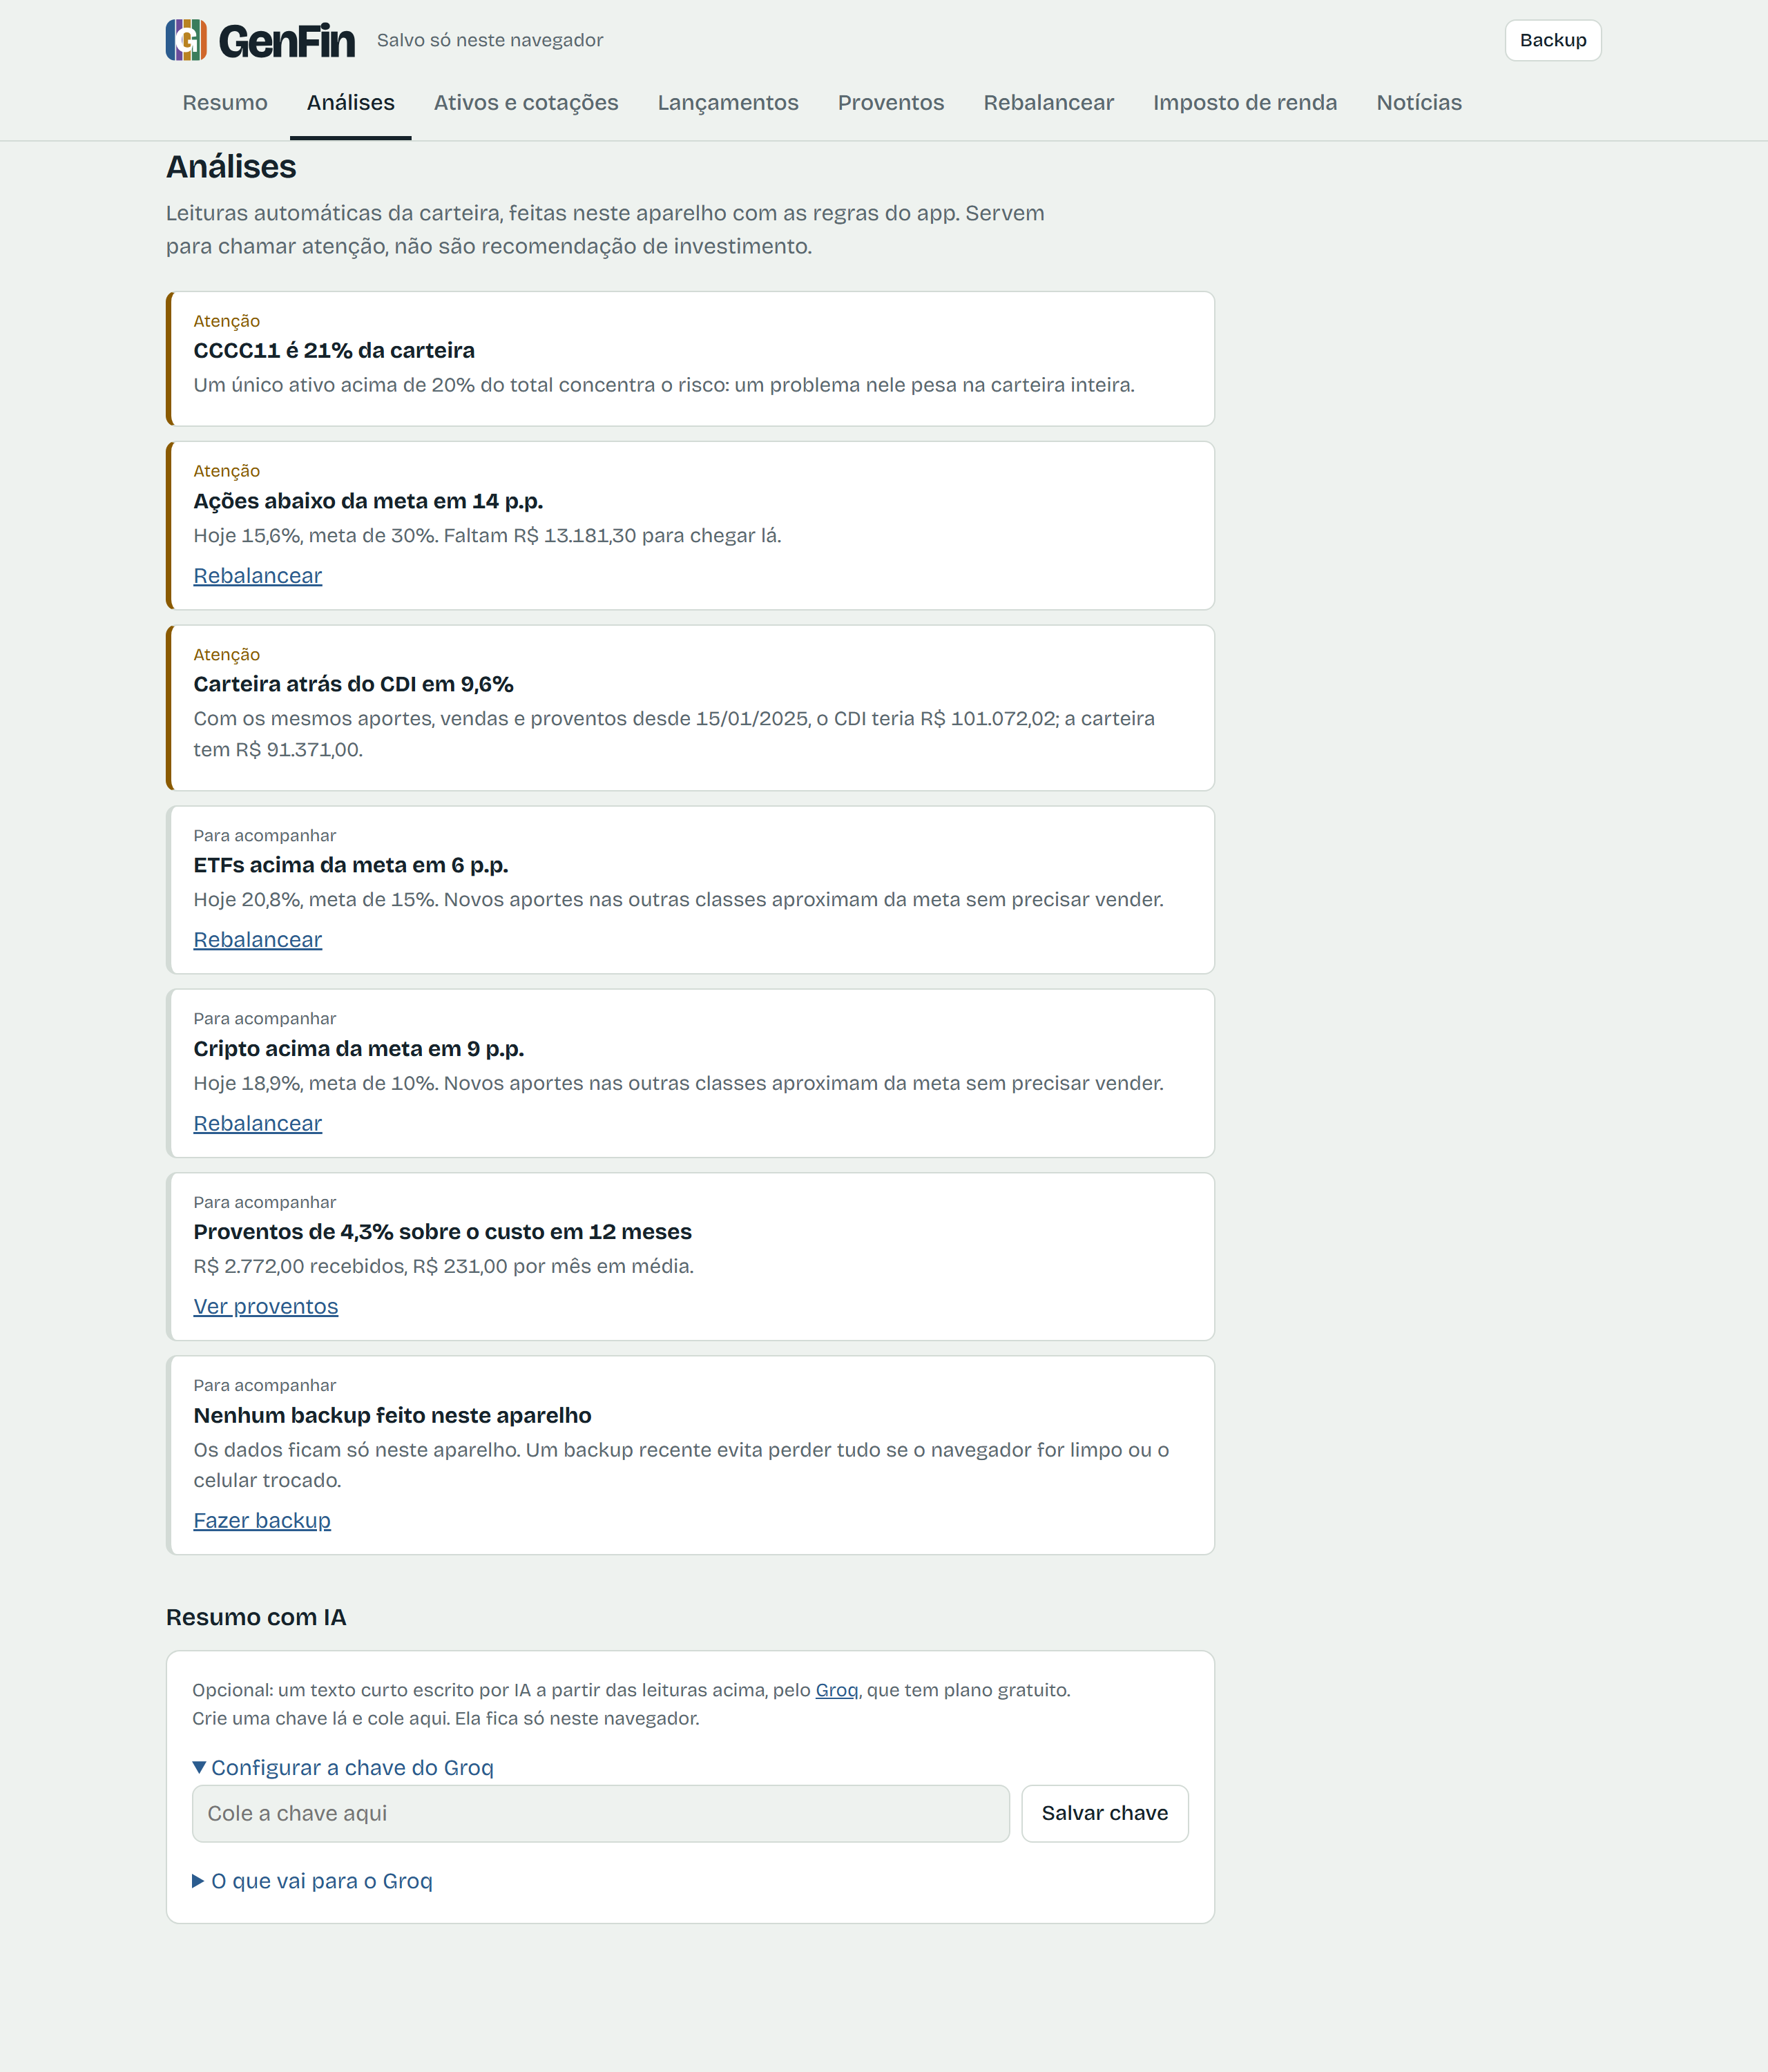 G GenFin Salvo só neste navegador Backup
Resumo Análises Ativos e cotações Lançamentos Proventos Rebalancear Imposto de renda Notícias
Análises
Leituras automáticas da carteira, feitas neste aparelho com as regras do app. Servem
para chamar atenção, não são recomendação de investimento.
Atenção
CCCC11 é 21% da carteira
Um único ativo acima de 20% do total concentra o risco: um problema nele pesa na carteira inteira.
Atenção
Ações abaixo da meta em 14 p.p.
Hoje 15,6%, meta de 30%. Faltam R$ 13.181,30 para chegar lá.
Rebalancear
Atenção
Carteira atrás do CDI em 9,6%
Com os mesmos aportes, vendas e proventos desde 15/01/2025, o CDI teria R$ 101.072,02; a carteira
tem R$ 91.371,00.
Para acompanhar
ETFs acima da meta em 6 p.p.
Hoje 20,8%, meta de 15%. Novos aportes nas outras classes aproximam da meta sem precisar vender.
Rebalancear
Para acompanhar
Cripto acima da meta em 9 p.p.
Hoje 18,9%, meta de 10%. Novos aportes nas outras classes aproximam da meta sem precisar vender.
Rebalancear
Para acompanhar
Proventos de 4,3% sobre o custo em 12 meses
R$ 2.772,00 recebidos, R$ 231,00 por mês em média.
Ver proventos
Para acompanhar
Nenhum backup feito neste aparelho
Os dados ficam só neste aparelho. Um backup recente evita perder tudo se o navegador for limpo ou o
celular trocado.
Fazer backup
Resumo com IA
Opcional: um texto curto escrito por IA a partir das leituras acima, pelo Groq, que tem plano gratuito.
Crie uma chave lá e cole aqui. Ela fica só neste navegador.
Configurar a chave do Groq
Cole a chave aqui Salvar chave
O que vai para o Groq